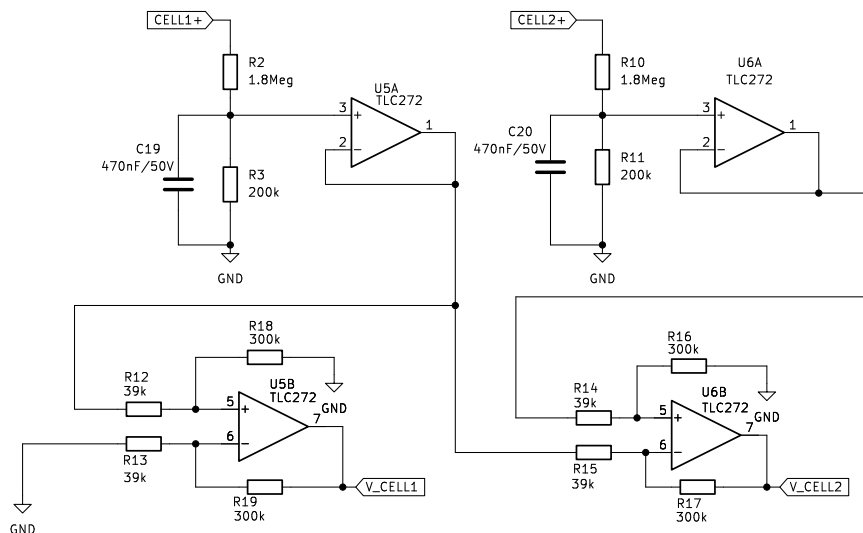 CELL1+
R2
1.8Meg
U5A
TLC272
3
+
1
2
−
C19
470nF/50V
R3
200k
GND
CELL2+
R10
1.8Meg
U6A
TLC272
3
+
1
2
−
C20
470nF/50V
R11
200k
GND
R18
300k
GND
R12
39k
U5B
TLC272
5
+
7
6
−
R13
39k
R19
300k
V_CELL1
GND
R16
300k
GND
R14
39k
U6B
TLC272
5
+
7
6
−
R15
39k
R17
300k
V_CELL2